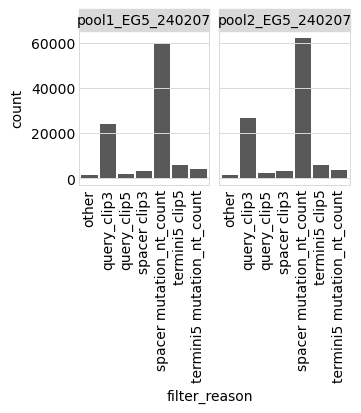 pool1_EG5_240207
pool2_EG5_240207
count
60000
40000
20000
0
other
query_clip3
query_clip5
spacer clip3
spacer mutation_nt_count
termini5 clip5
termini5 mutation_nt_count
other
query_clip3
query_clip5
spacer clip3
spacer mutation_nt_count
termini5 clip5
termini5 mutation_nt_count
filter_reason